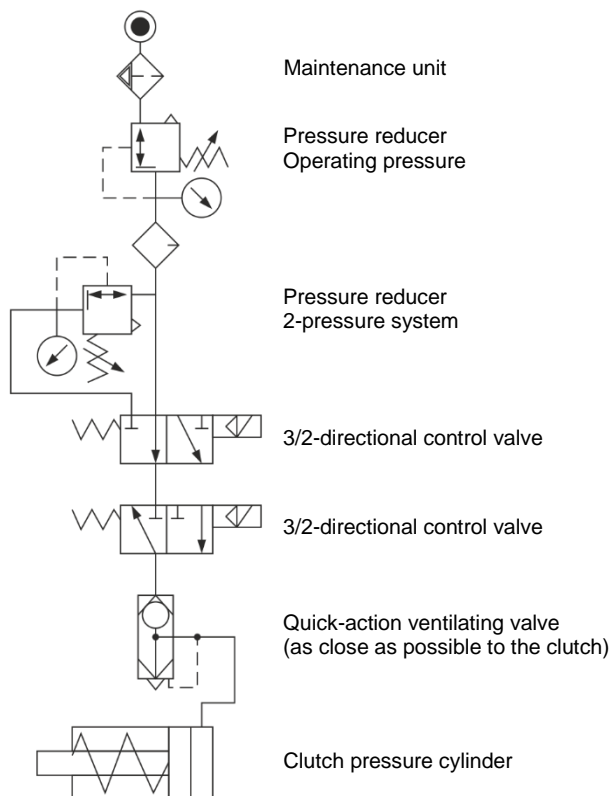 Maintenance unit
Pressure reducer
Operating pressure
Pressure reducer
2-pressure system
3/2-directional control valve
3/2-directional control valve
Quick-action ventilating valve
(as close as possible to the clutch)
Clutch pressure cylinder